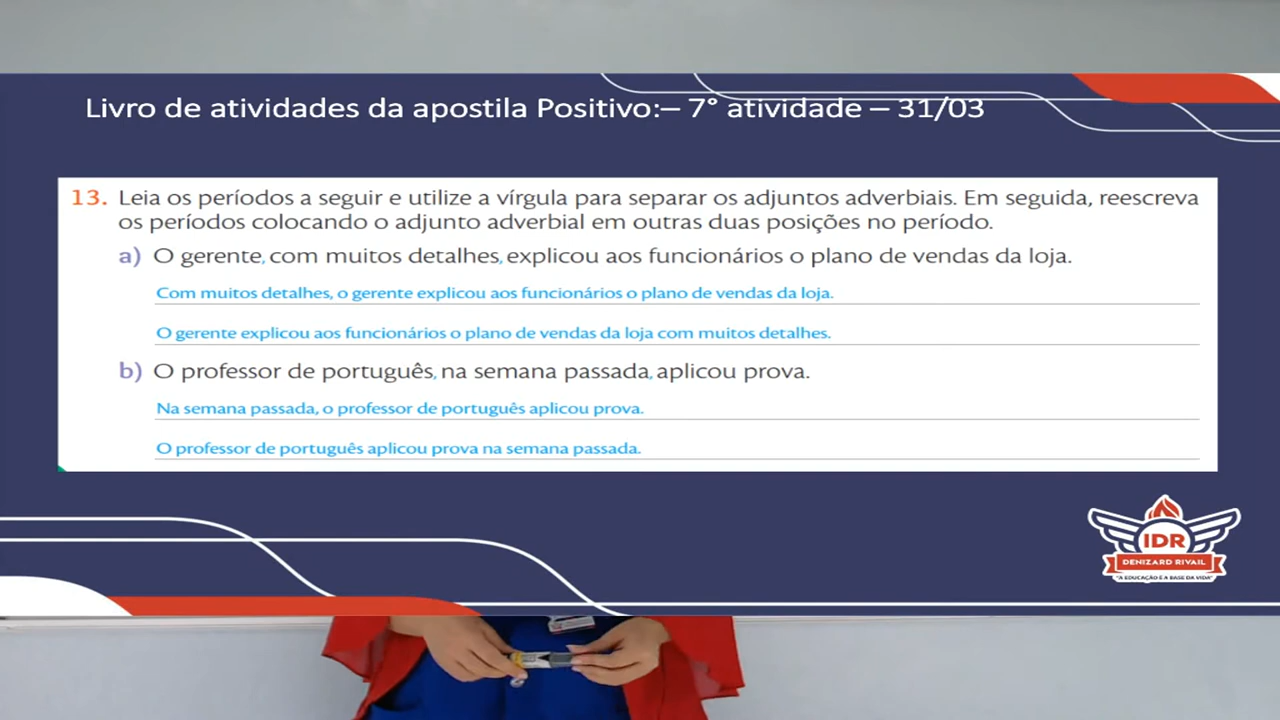 Livro de atividades da apostila Positivo:– 7° atividade – 31/03
13. Leia os períodos a seguir e utilize a vírgula para separar os adjuntos adverbiais. Em seguida, reescreva
os períodos colocando o adjunto adverbial em outras duas posições no período.
a) O gerente, com muitos detalhes, explicou aos funcionários o plano de vendas da loja.
Com muitos detalhes, o gerente explicou aos funcionários o plano de vendas da loja.
O gerente explicou aos funcionários o plano de vendas da loja com muitos detalhes.
b) O professor de português, na semana passada, aplicou prova.
Na semana passada, o professor de português aplicou prova.
O professor de português aplicou prova na semana passada.
IDR
DENIZARD RIVAIL
"A EDUCAÇÃO É A BASE DA VIDA"